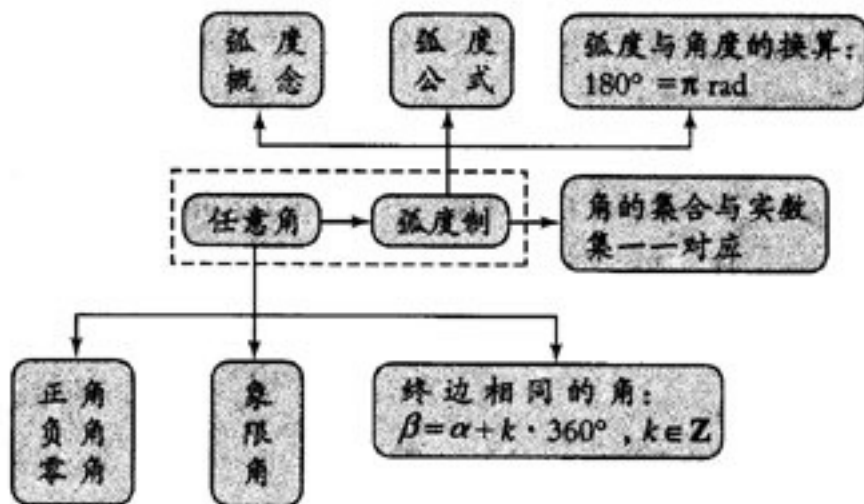 弧度
概念
弧度
公式
弧度与角度的换算：
180° = π rad
任意角
弧度制
角的集合与实数
集一一对应
正角
负角
零角
象
限
角
终边相同的角：
β=α+k·360°，k∈Z